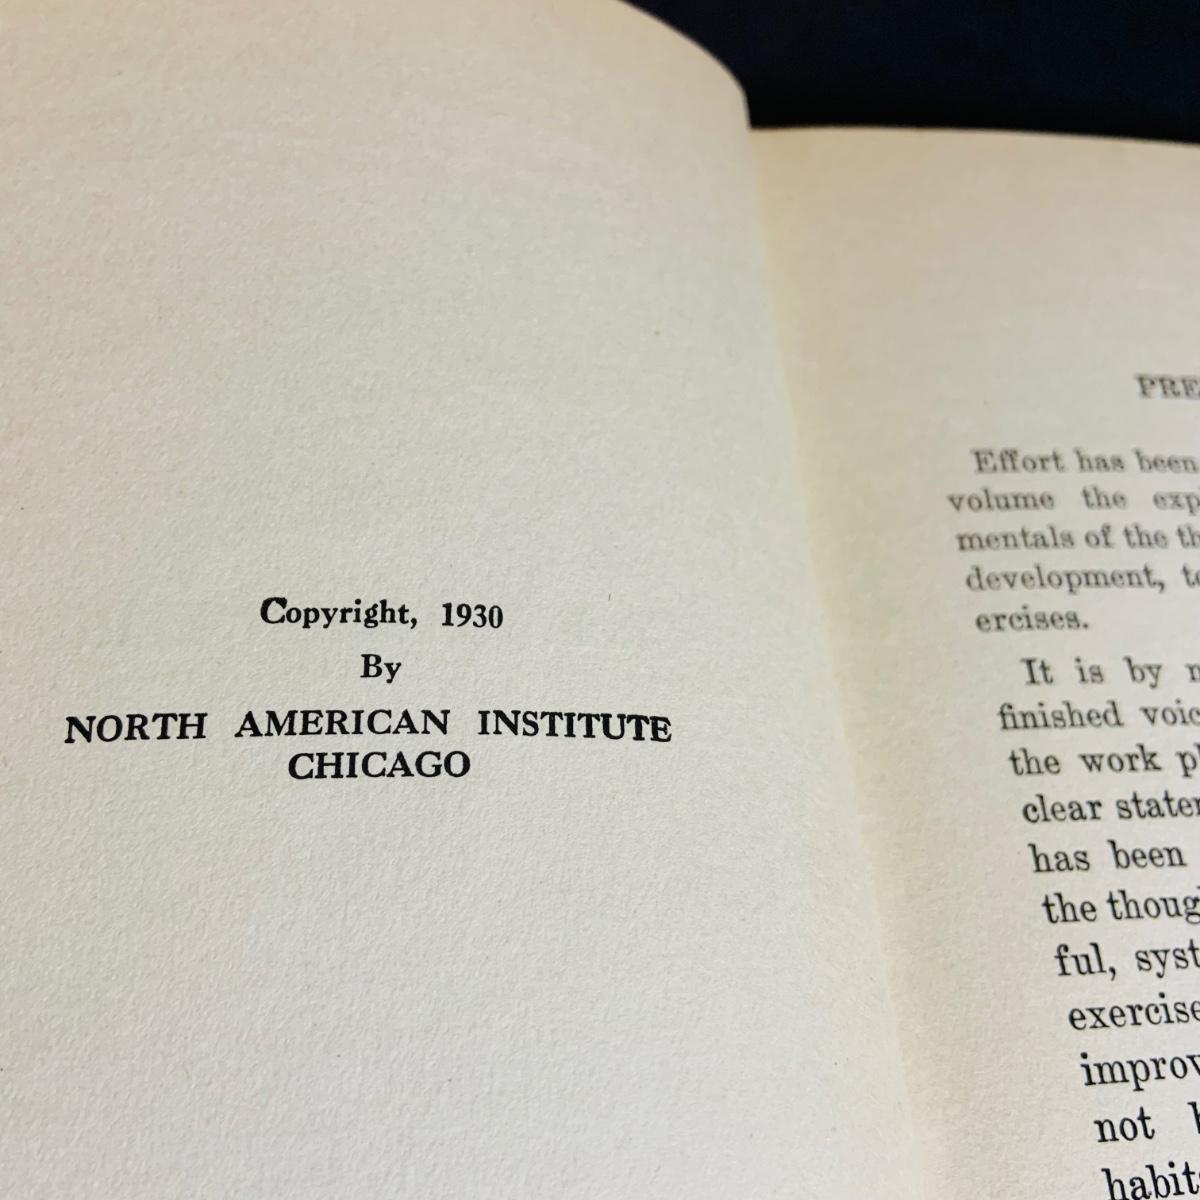 Copyright, 1930
By
NORTH AMERICAN INSTITUTE
CHICAGO
Effort has been
volume the
mentals of the
development,
ercises.
It is by
finished
the work
clear
has been
the
ful,
not